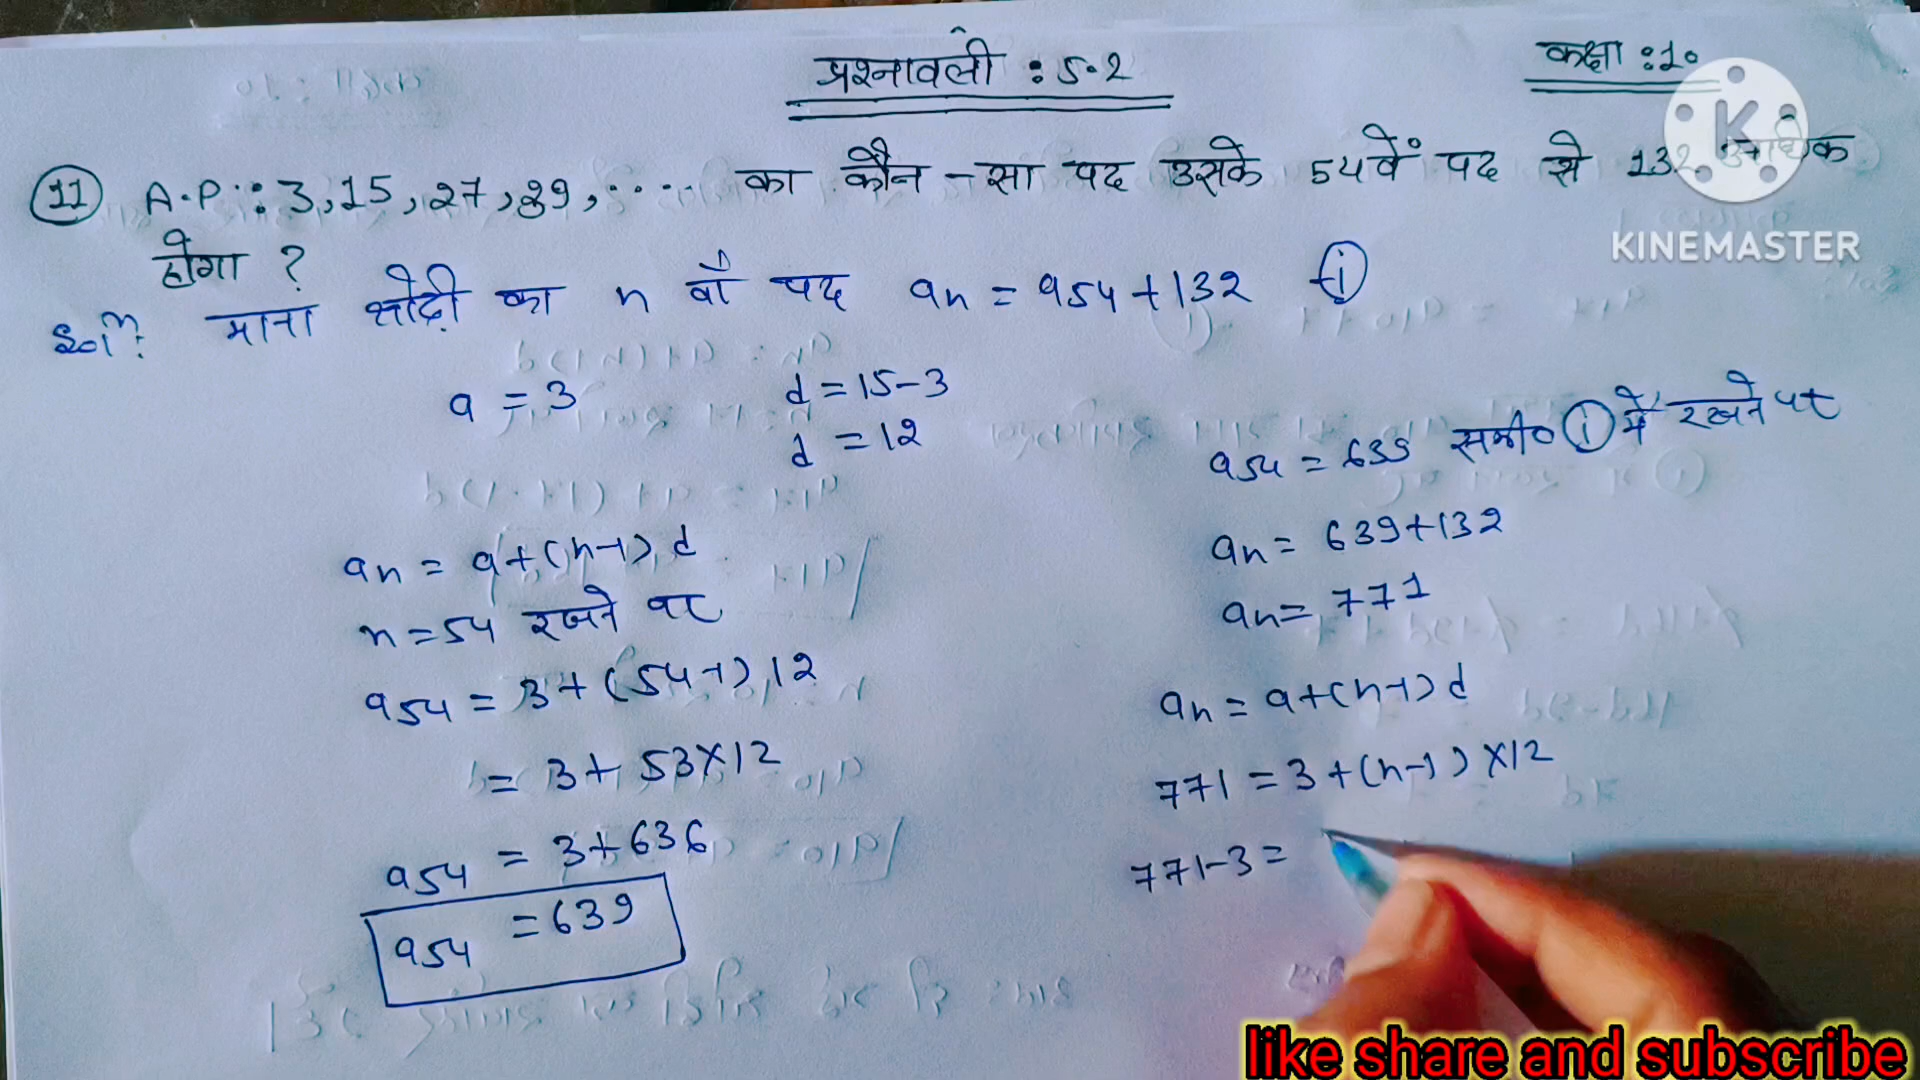 प्रश्नावली : 5.2
कक्षा : 10
11 A.P : 3, 15, 27, 39, .... का कौन-सा पद उसके 54वें पद से 132 अधिक
होगा ?
KINEMASTER
Solⁿ: माना श्रेढ़ी का n वाँ पद an = a54 + 132 - i
a = 3
d = 15 - 3
d = 12
an = a + (n-1) d
n = 54 रखने पर
a54 = 3 + (54-1) 12
= 3 + 53 × 12
a54 = 3 + 636
a54 = 639
a54 = 639 समी० i में रखने पर
an = 639 + 132
an = 771
an = a + (n-1) d
771 = 3 + (n-1) × 12
771 - 3 =
like share and subscribe